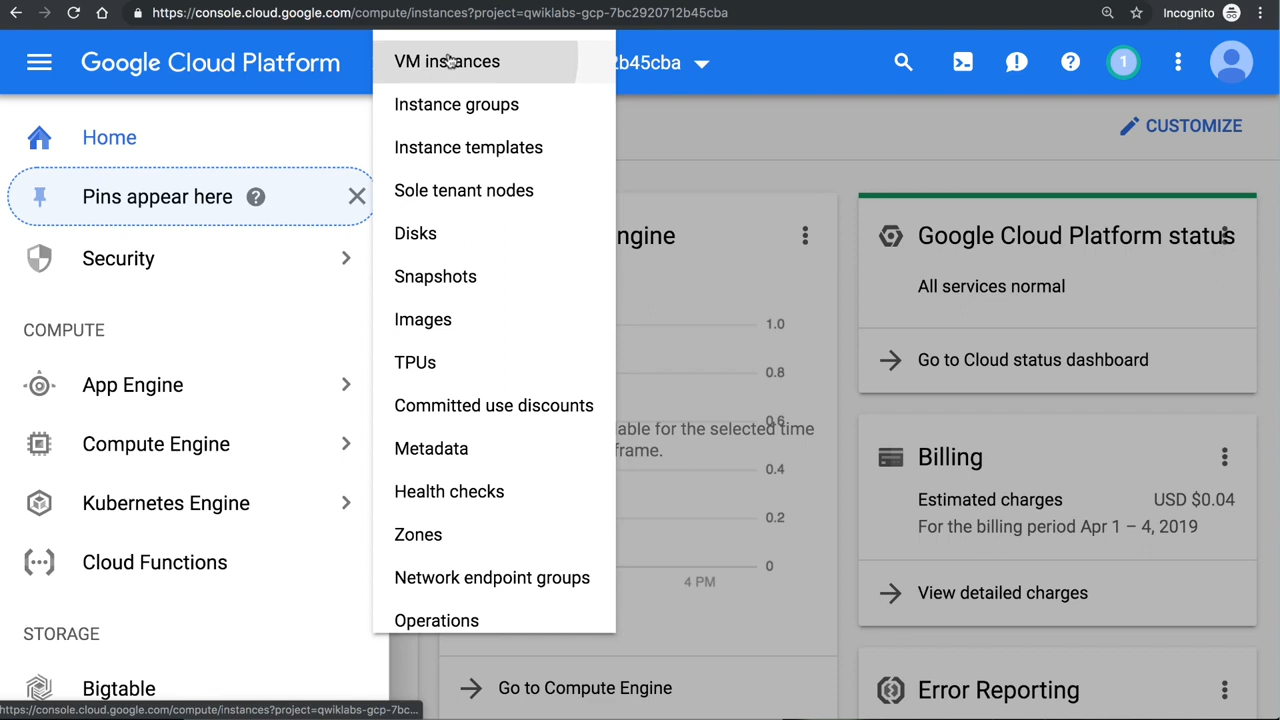 https://console.cloud.google.com/compute/instances?project=qwiklabs-gcp-7bc2920712b45cba
Incognito
Google Cloud Platform
2b45cba
1
Home
Pins appear here
Security
COMPUTE
App Engine
Compute Engine
Kubernetes Engine
Cloud Functions
STORAGE
Bigtable
https://console.cloud.google.com/compute/instances?project=qwiklabs-gcp-7bc...
VM instances
Instance groups
Instance templates
Sole tenant nodes
Disks
Snapshots
Images
TPUs
Committed use discounts
Metadata
Health checks
Zones
Network endpoint groups
Operations
CUSTOMIZE
ngine
1.0
0.8
0.6
lable for the selected time
frame.
0.4
0.2
0
4 PM
Go to Compute Engine
Google Cloud Platform status
All services normal
Go to Cloud status dashboard
Billing
Estimated charges USD $0.04
For the billing period Apr 1 – 4, 2019
View detailed charges
Error Reporting